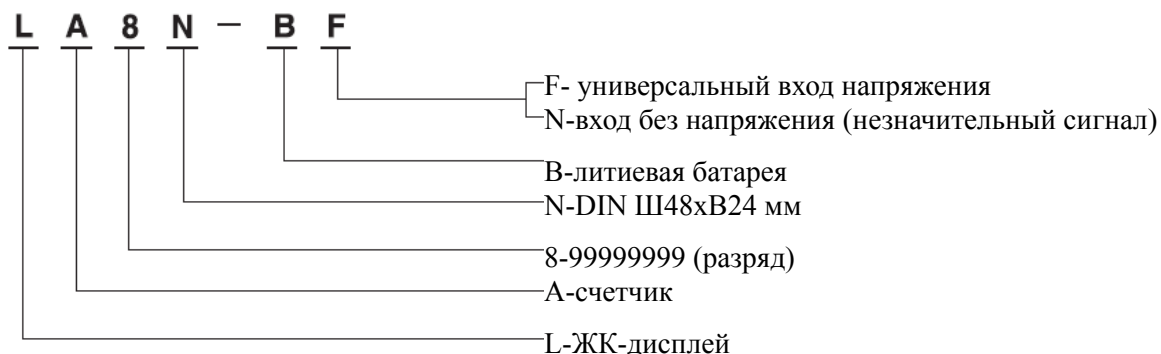 L A 8 N – B F
F- универсальный вход напряжения
N-вход без напряжения (незначительный сигнал)
B-литиевая батарея
N-DIN Ш48хВ24 мм
8-99999999 (разряд)
А-счетчик
L-ЖК-дисплей